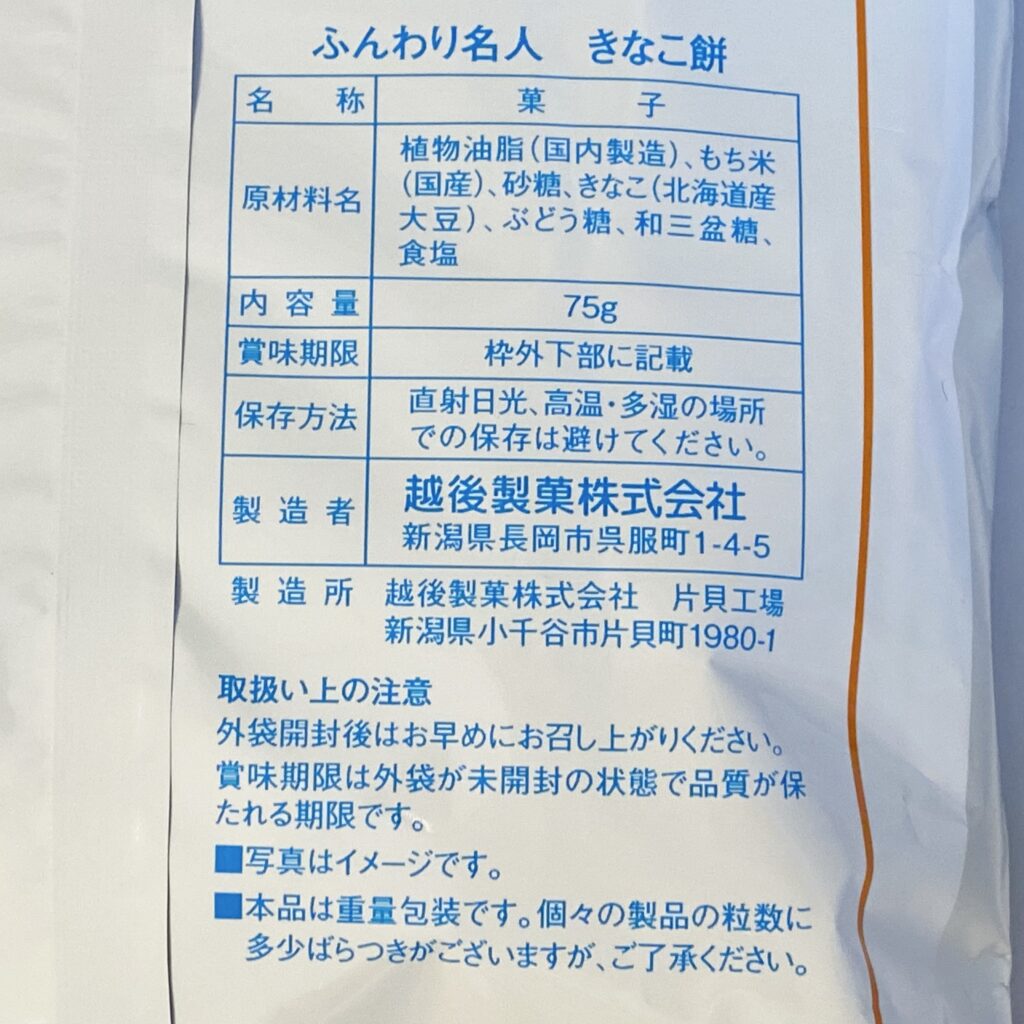 ふんわり名人　きなこ餅
名　称　菓　子
原材料名　植物油脂(国内製造)、もち米
(国産)、砂糖、きなこ(北海道産
大豆)、ぶどう糖、和三盆糖、
食塩
内容量　75g
賞味期限　枠外下部に記載
保存方法　直射日光、高温・多湿の場所
での保存は避けてください。
製造者　越後製菓株式会社
新潟県長岡市呉服町1-4-5
製造所　越後製菓株式会社　片貝工場
新潟県小千谷市片貝町1980-1
取扱い上の注意
外袋開封後はお早めにお召し上がりください。
賞味期限は外袋が未開封の状態で品質が保
たれる期限です。
■写真はイメージです。
■本品は重量包装です。個々の製品の粒数に
多少ばらつきがございますが、ご了承ください。